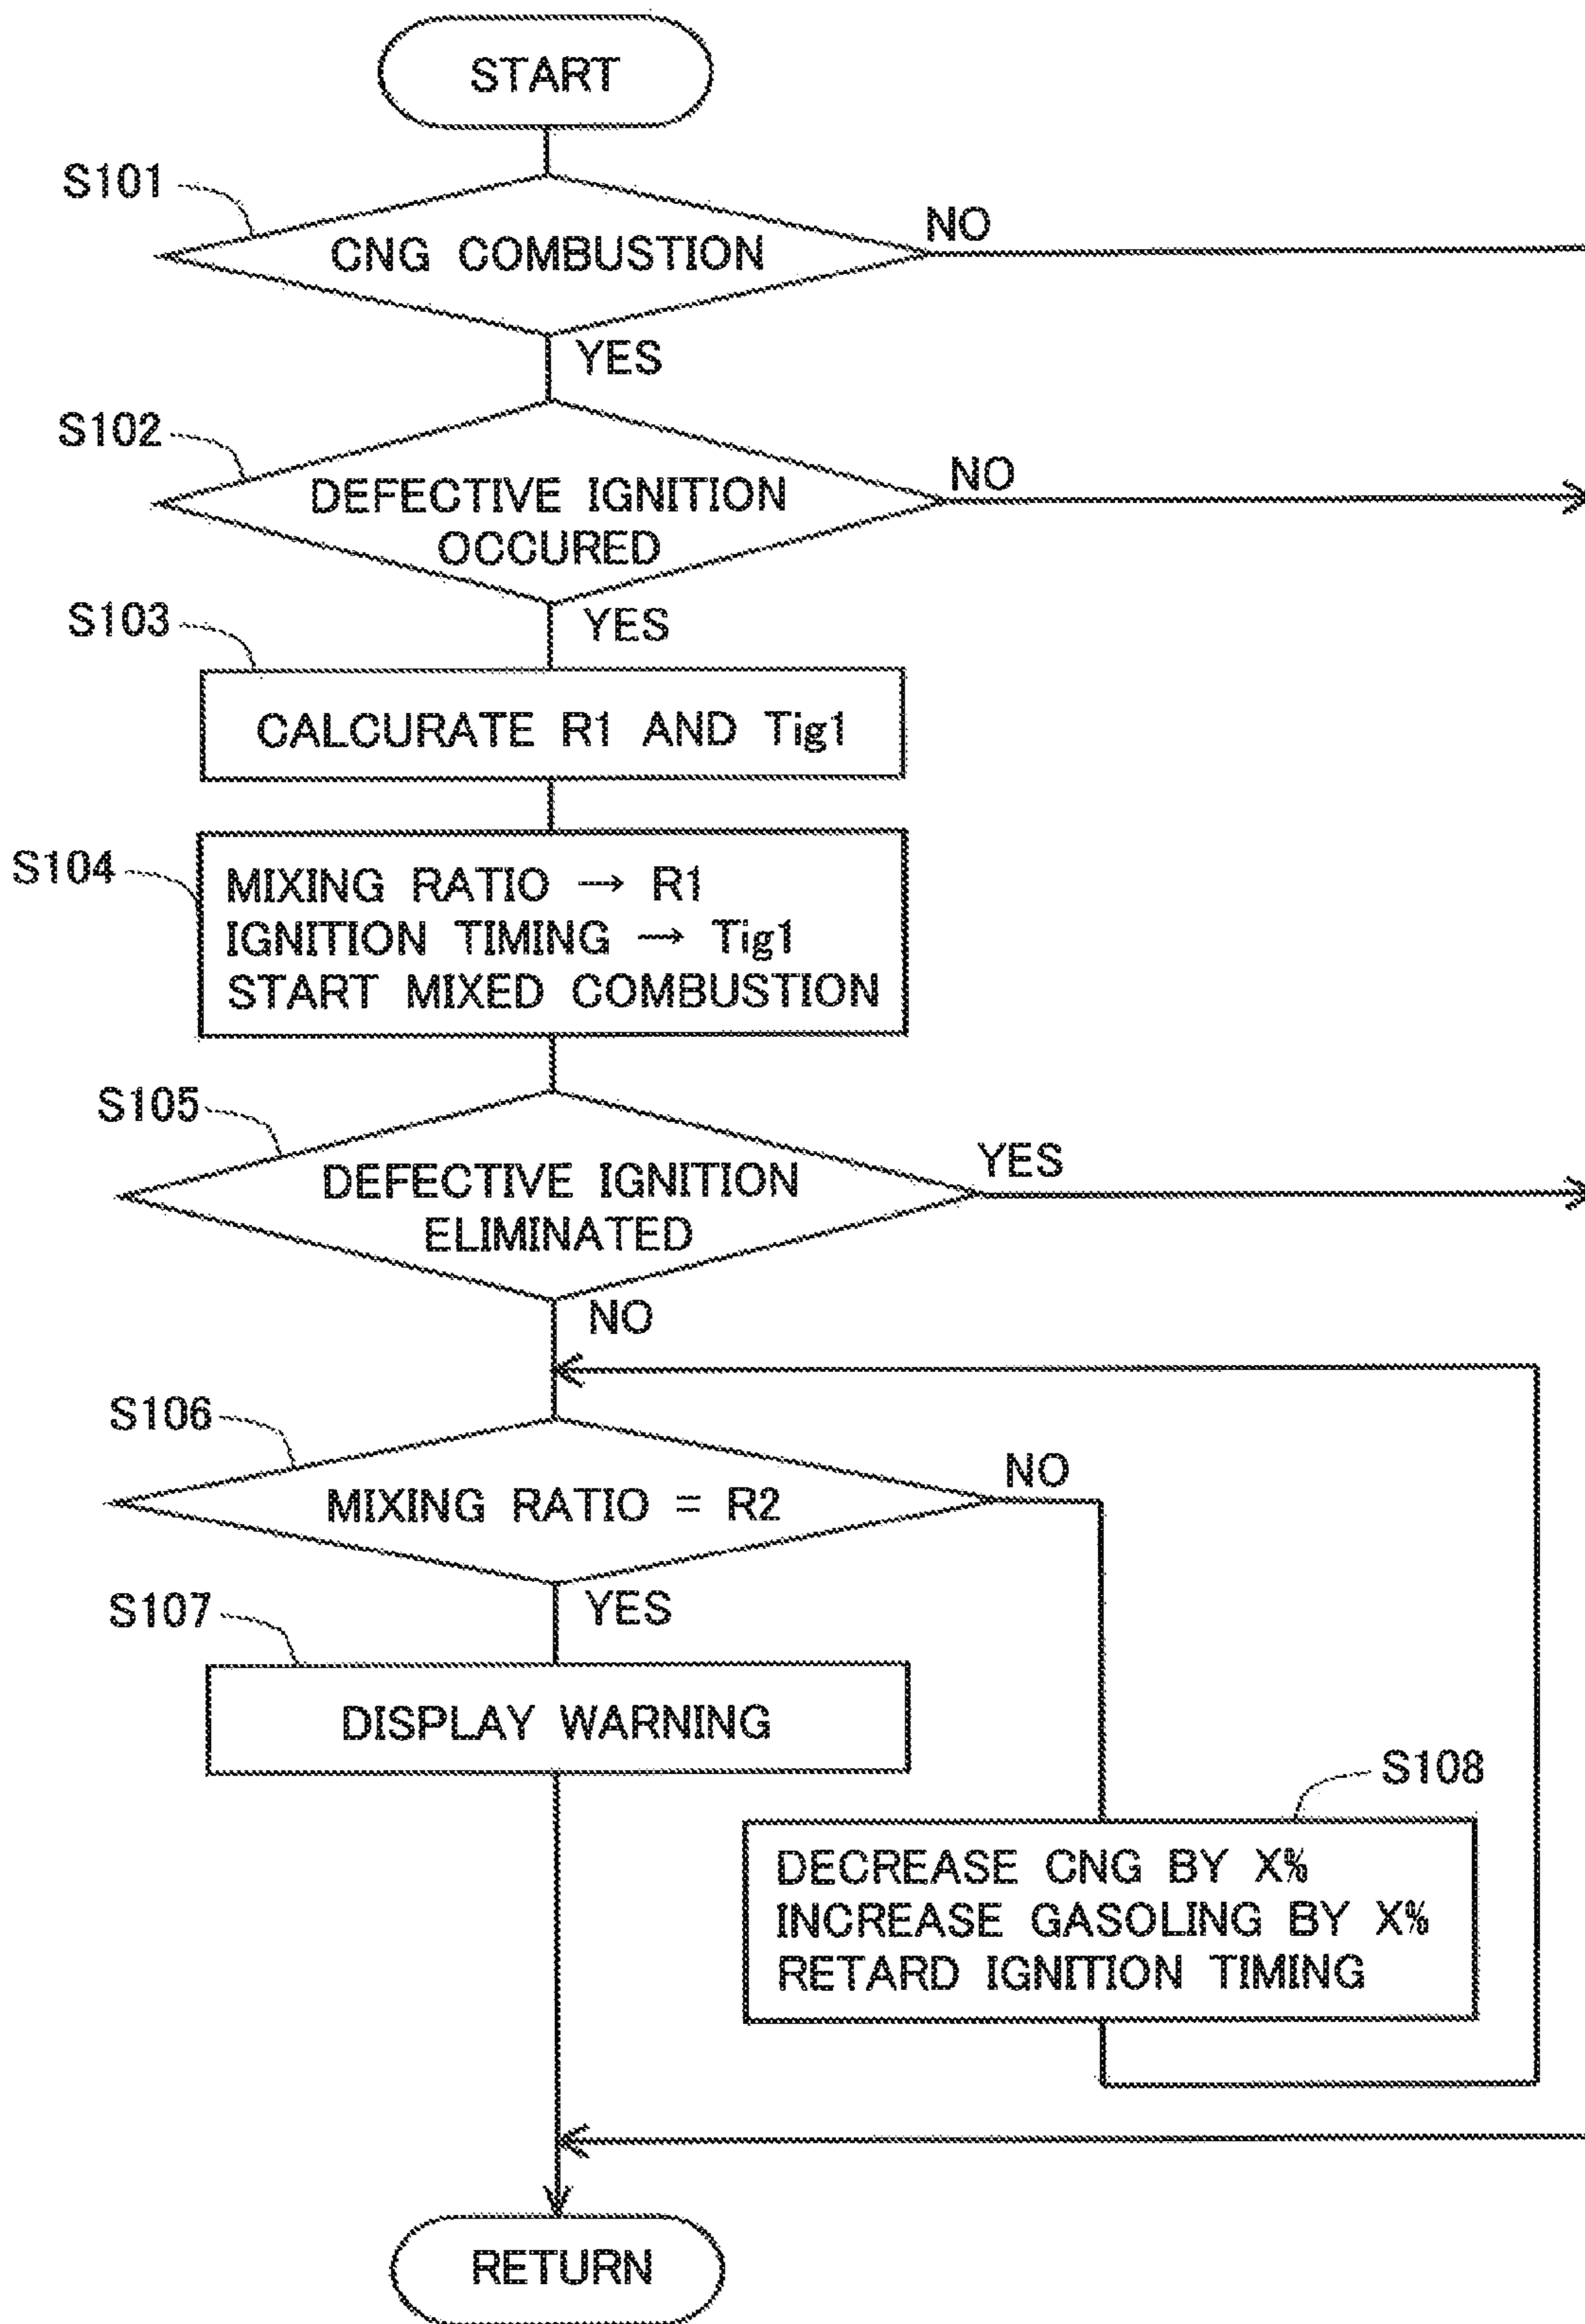 START
S101
CNG COMBUSTION
NO
YES
S102
DEFECTIVE IGNITION
OCCURED
NO
YES
S103
CALCURATE R1 AND Tig1
S104
MIXING RATIO → R1
IGNITION TIMING → Tig1
START MIXED COMBUSTION
S105
DEFECTIVE IGNITION
ELIMINATED
YES
NO
S106
MIXING RATIO = R2
NO
YES
S107
DISPLAY WARNING
S108
DECREASE CNG BY X%
INCREASE GASOLING BY X%
RETARD IGNITION TIMING
RETURN